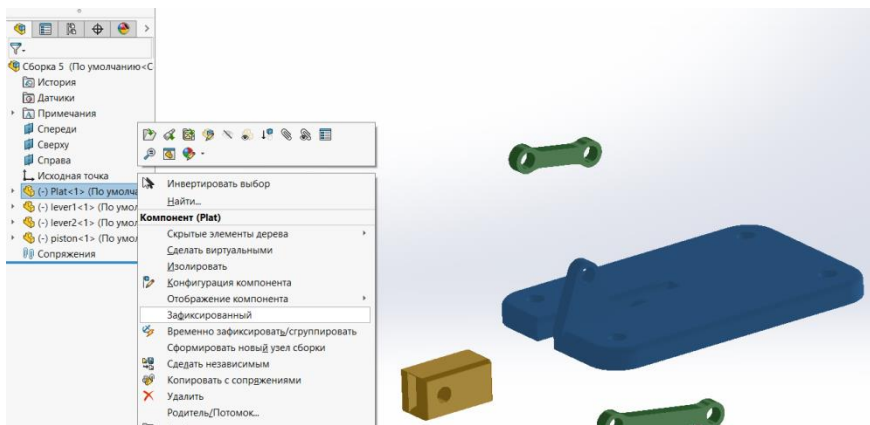 Сборка 5 (По умолчанию<С
История
Датчики
Примечания
Спереди
Сверху
Справа
Исходная точка
(-) Plat<1> (По умолча
(-) lever1<1> (По умол
(-) lever2<1> (По умол
(-) piston<1> (По умол
Сопряжения
Инвертировать выбор
Найти...
Компонент (Plat)
Скрытые элементы дерева
Сделать виртуальными
Изолировать
Конфигурация компонента
Отображение компонента
Зафиксированный
Временно зафиксировать/сгруппировать
Сформировать новый узел сборки
Сделать независимым
Копировать с сопряжениями
Удалить
Родитель/Потомок...